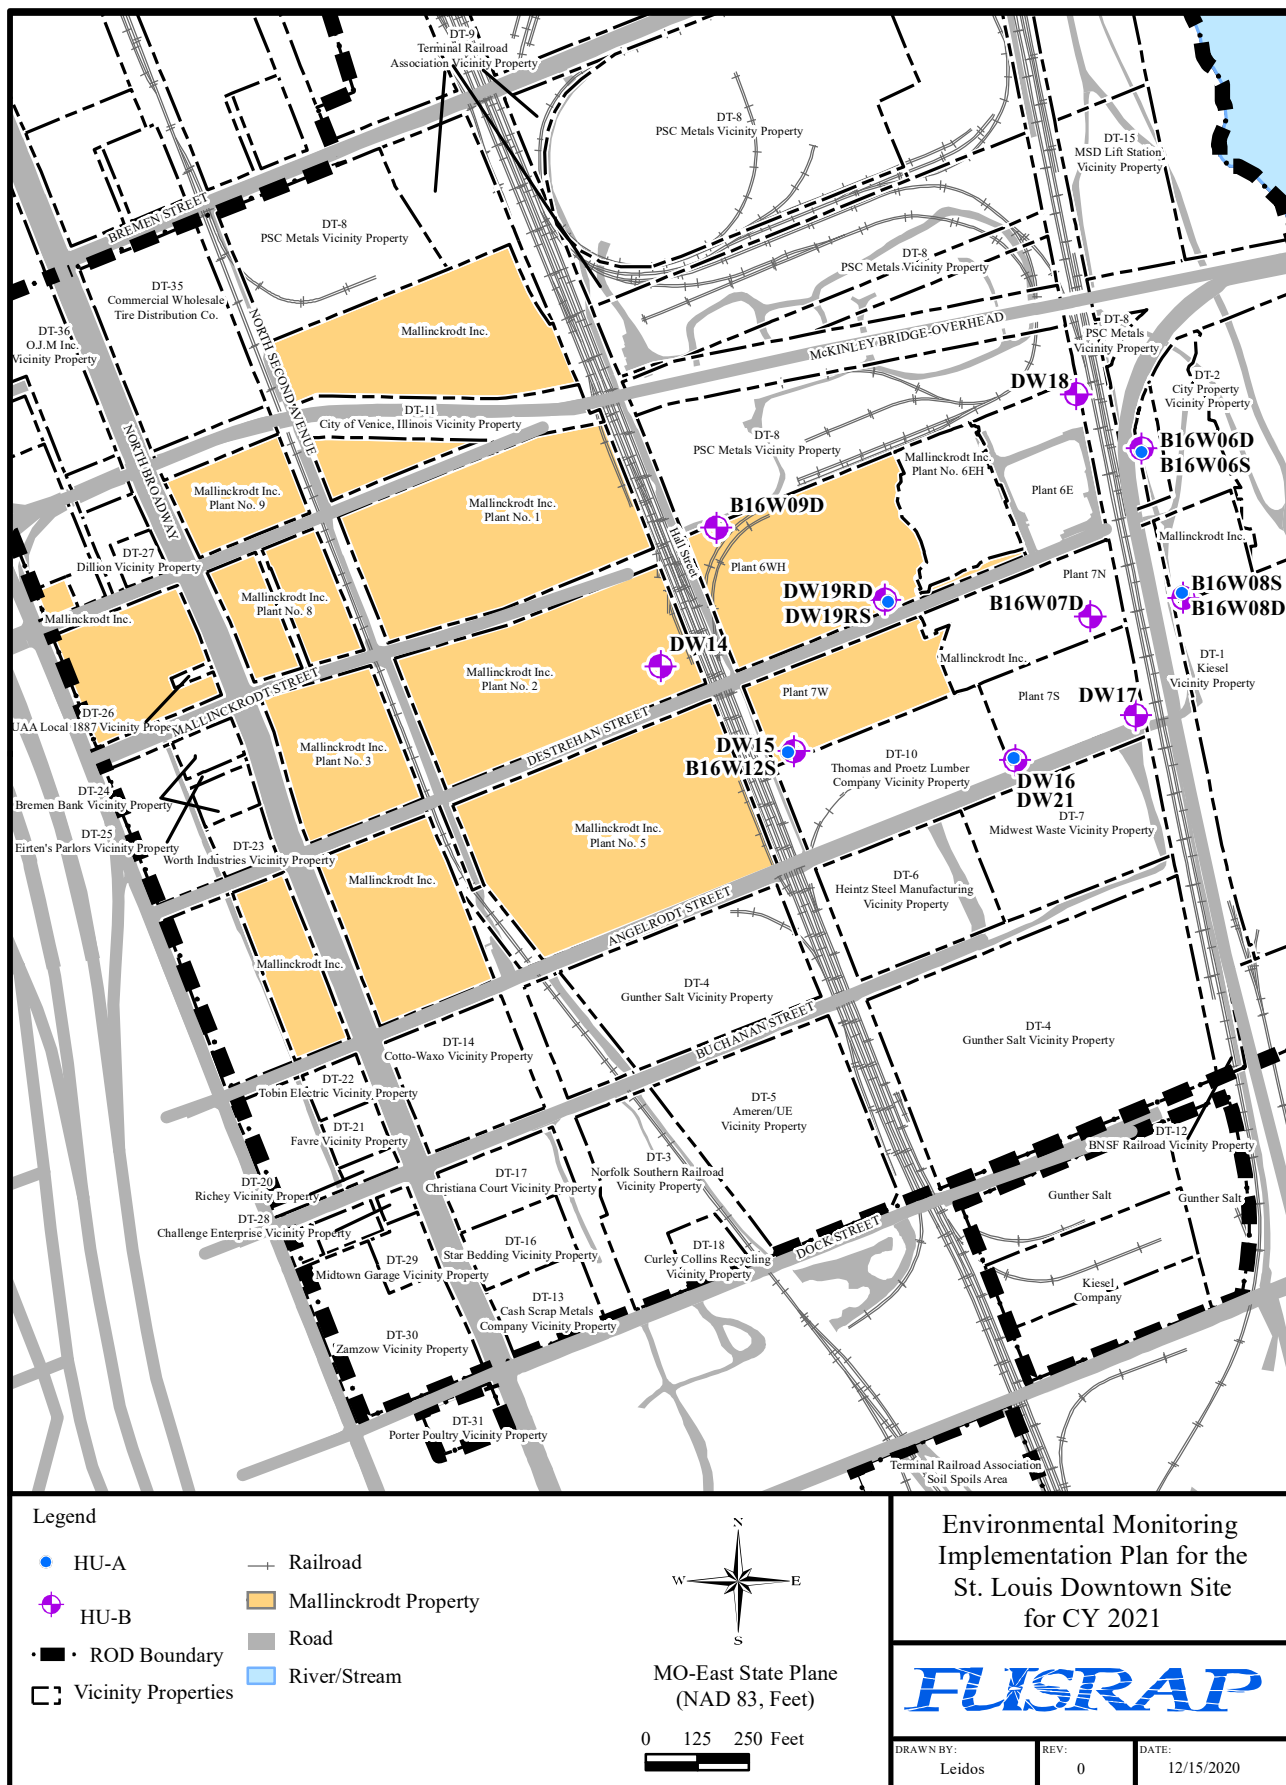 DT-9
Terminal Railroad
Association Vicinity Property
DT-8
PSC Metals Vicinity Property
DT-15
MSD Lift Station
Vicinity Property
BREMEN STREET
DT-8
PSC Metals Vicinity Property
DT-8
PSC Metals Vicinity Property
DT-35
Commercial Wholesale
Tire Distribution Co.
DT-36
O.J.M Inc.
Vicinity Property
NORTH SECOND AVENUE
Mallinckrodt Inc.
McKINLEY BRIDGE-OVERHEAD
DT-8
PSC Metals
Vicinity Property
DT-2
City Property
Vicinity Property
DW18
DT-11
City of Venice, Illinois Vicinity Property
NORTH BROADWAY
DT-8
PSC Metals Vicinity Property
Mallinckrodt Inc.
Plant No. 6EH
B16W06D
B16W06S
Mallinckrodt Inc.
Plant No. 9
Mallinckrodt Inc.
Plant No. 1
Plant 6E
B16W09D
Hall Street
Mallinckrodt Inc.
DT-27
Dillion Vicinity Property
Plant 6WH
Plant 7N
B16W08S
B16W08D
Mallinckrodt Inc.
Mallinckrodt Inc.
Plant No. 8
DW19RD
DW19RS
B16W07D
DW14
Mallinckrodt Inc.
Plant No. 2
Mallinckrodt Inc.
DT-1
Kiesel
Vicinity Property
Plant 7W
Plant 7S
DW17
DT-26
UAA Local 1887 Vicinity Prope
MALLINCKRODT STREET
DESTREHAN STREET
Mallinckrodt Inc.
Plant No. 3
DW15
B16W12S
DT-10
Thomas and Proetz Lumber
Company Vicinity Property
DW16
DW21
DT-24
Bremen Bank Vicinity Property
DT-7
Midwest Waste Vicinity Property
DT-25
Eirten's Parlors Vicinity Property
DT-23
Worth Industries Vicinity Property
Mallinckrodt Inc.
Plant No. 5
Mallinckrodt Inc.
DT-6
Heintz Steel Manufacturing
Vicinity Property
ANGELRODT STREET
Mallinckrodt Inc.
DT-4
Gunther Salt Vicinity Property
BUCHANAN STREET
DT-4
Gunther Salt Vicinity Property
DT-14
Cotto-Waxo Vicinity Property
DT-22
Tobin Electric Vicinity Property
DT-5
Ameren/UE
Vicinity Property
DT-21
Favre Vicinity Property
DT-12
BNSF Railroad Vicinity Property
DT-3
Norfolk Southern Railroad
Vicinity Property
DT-17
Christiana Court Vicinity Property
DT-20
Richey Vicinity Property
Gunther Salt
Gunther Salt
DT-28
Challenge Enterprise Vicinity Property
DOCK STREET
DT-16
Star Bedding Vicinity Property
DT-18
Curley Collins Recycling
Vicinity Property
DT-29
Midtown Garage Vicinity Property
Kiesel
Company
DT-13
Cash Scrap Metals
Company Vicinity Property
DT-30
Zamzow Vicinity Property
DT-31
Porter Poultry Vicinity Property
Terminal Railroad Association
Soil Spoils Area
Legend
HU-A
HU-B
ROD Boundary
Vicinity Properties
Railroad
Mallinckrodt Property
Road
River/Stream
N
W
E
S
MO-East State Plane
(NAD 83, Feet)
0 125 250 Feet
Environmental Monitoring
Implementation Plan for the
St. Louis Downtown Site
for CY 2021
FUSRAP
DRAWN BY:
Leidos
REV:
0
DATE:
12/15/2020